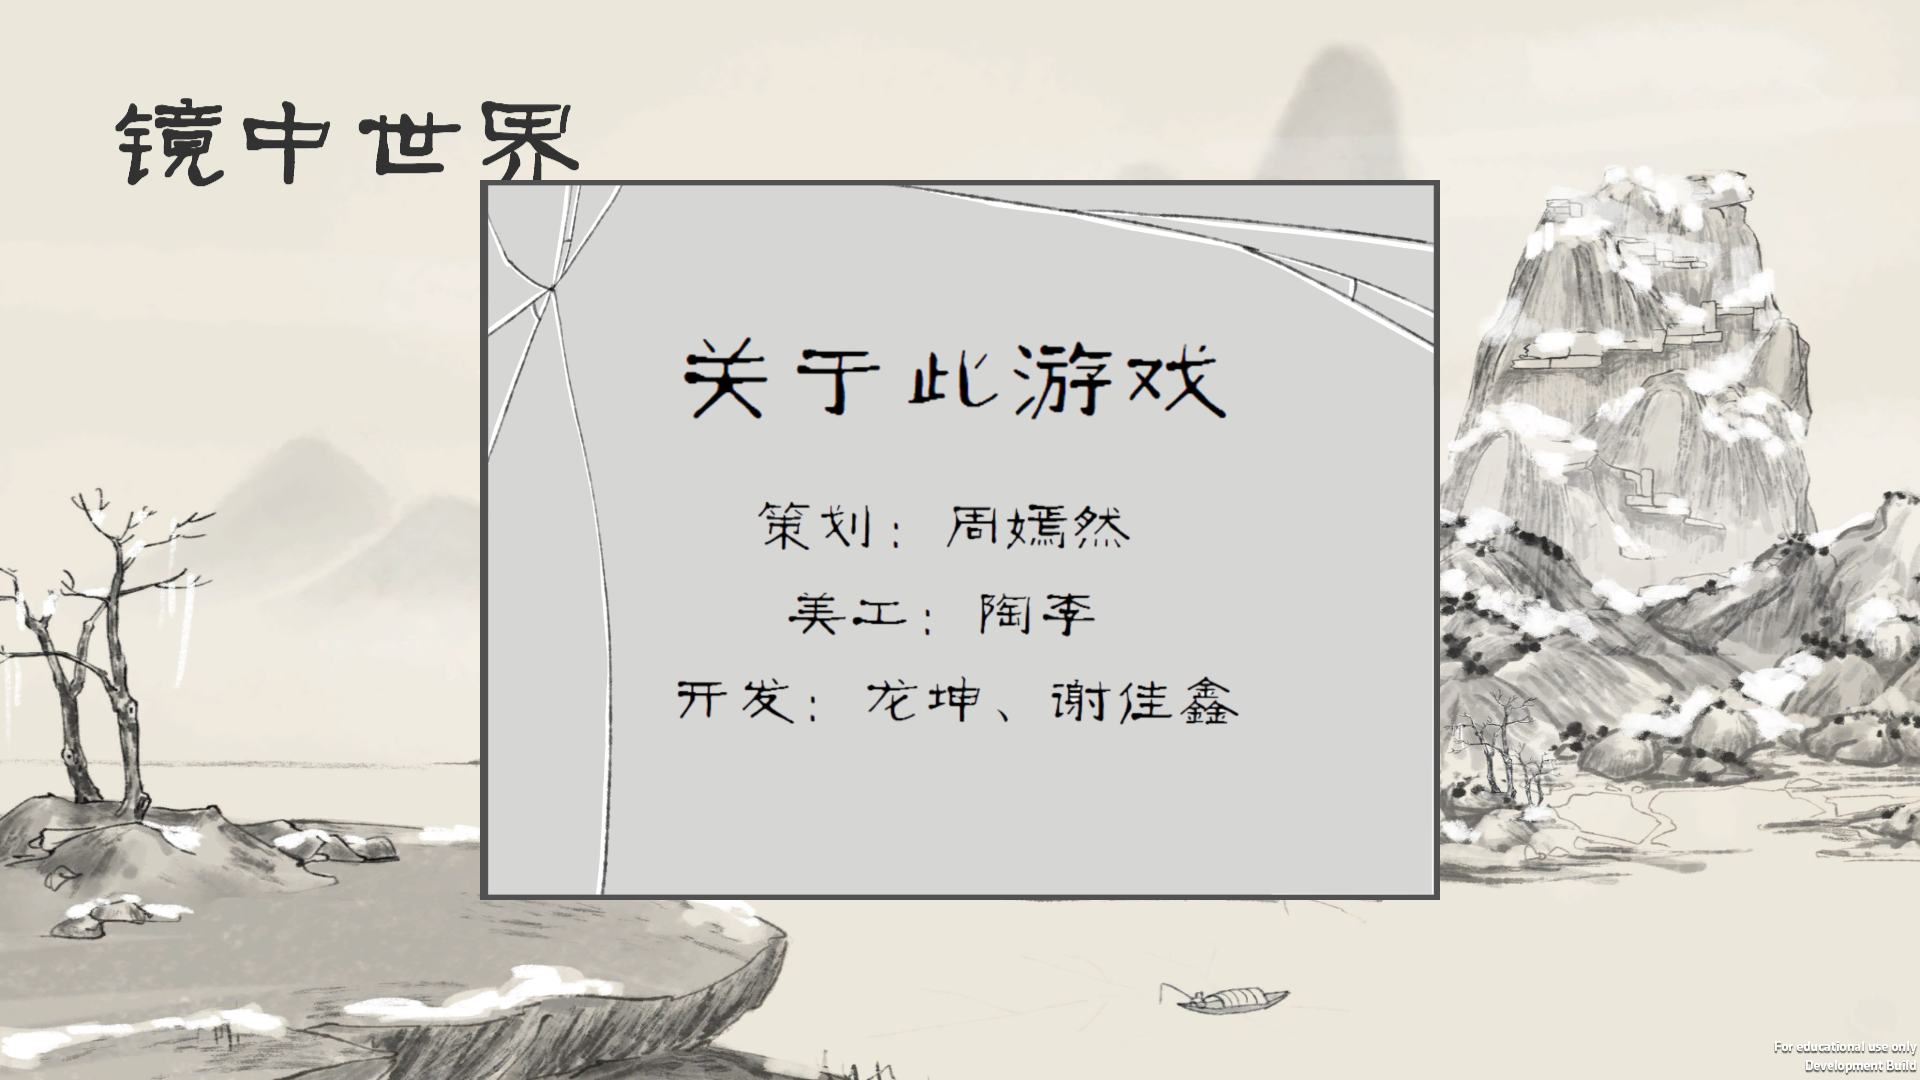 镜中世界
关于此游戏
策划：周嫣然
美工：陶李
开发：龙坤、谢佳鑫
For educational use only
Development Build